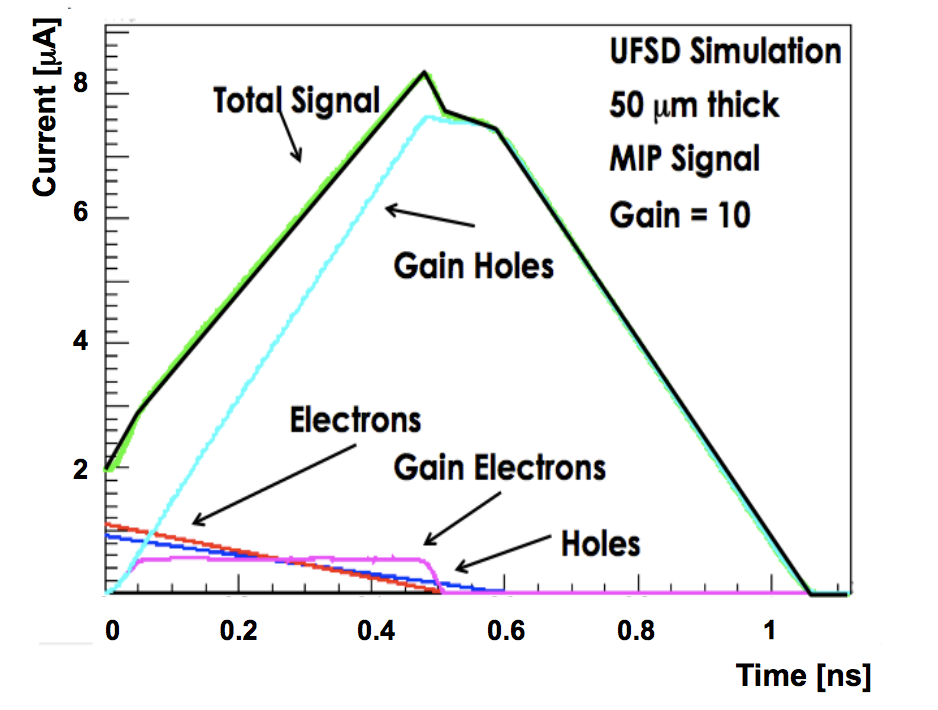 Current [µA]
8
6
4
2
Total Signal
UFSD Simulation
50 µm thick
MIP Signal
Gain = 10
Gain Holes
Electrons
Gain Electrons
Holes
0 0.2 0.4 0.6 0.8 1
Time [ns]